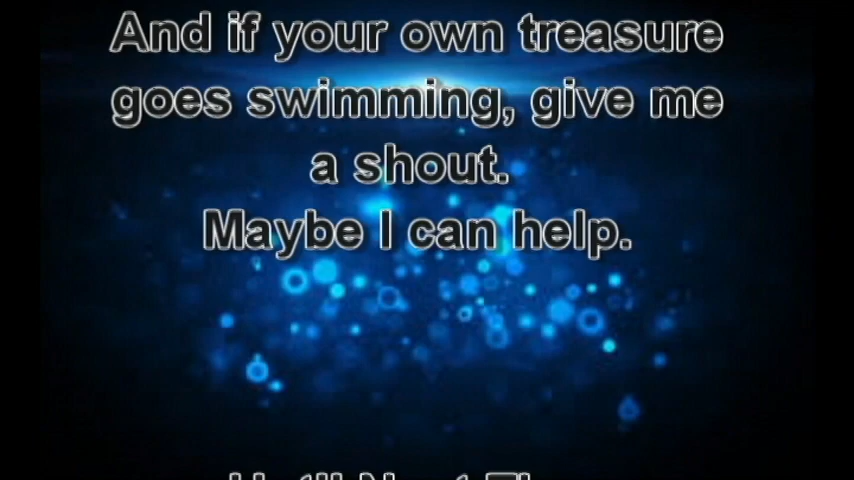 And if your own treasure
goes swimming, give me
a shout.
Maybe I can help.